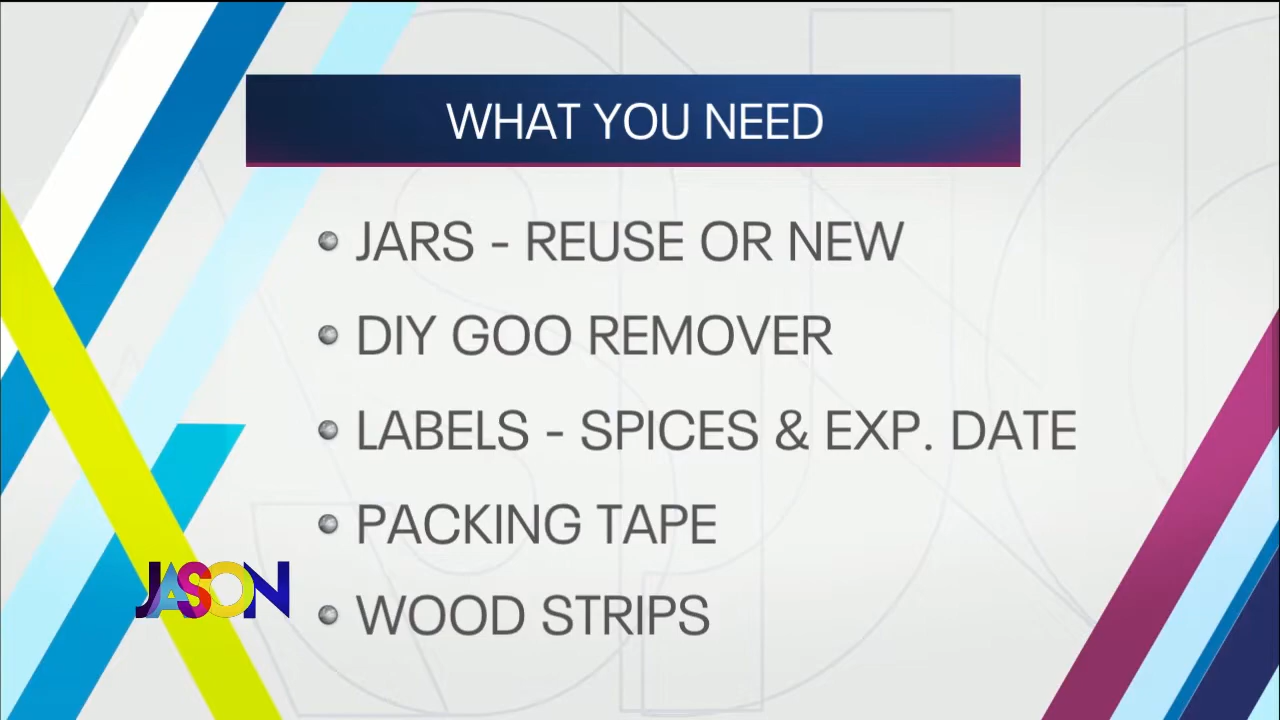 WHAT YOU NEED
JARS - REUSE OR NEW
DIY GOO REMOVER
LABELS - SPICES & EXP. DATE
PACKING TAPE
WOOD STRIPS
JASON